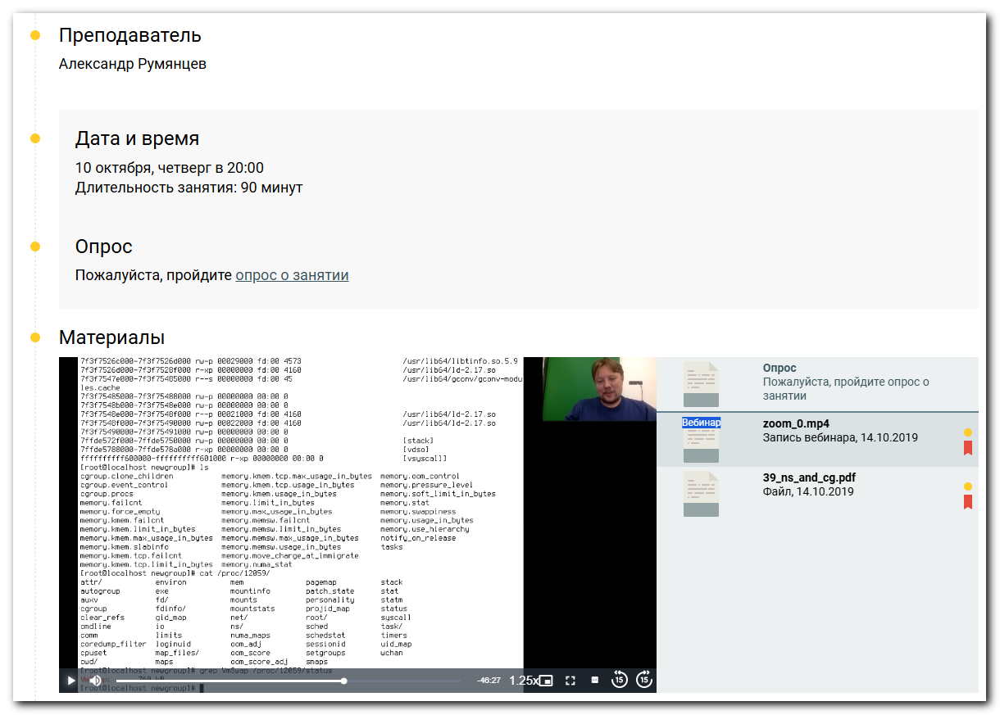 Преподаватель
Александр Румянцев
Дата и время
10 октября, четверг в 20:00
Длительность занятия: 90 минут
Опрос
Пожалуйста, пройдите опрос о занятии
Материалы
7f3f7526c000-7f3f7526d000 rw-p 00029000 fd:00 4573 /usr/lib64/libtinfo.so.5.9
7f3f7526d000-7f3f7528f000 r-xp 00000000 fd:00 4160 /usr/lib64/ld-2.17.so
7f3f7547e000-7f3f75485000 r--s 00000000 fd:00 45 /usr/lib64/gconv/gconv-modu
les.cache
7f3f75485000-7f3f75488000 rw-p 00000000 00:00 0
7f3f7548b000-7f3f7548e000 rw-p 00000000 00:00 0
7f3f7548e000-7f3f7548f000 r--p 00021000 fd:00 4160 /usr/lib64/ld-2.17.so
7f3f7548f000-7f3f75490000 rw-p 00022000 fd:00 4160 /usr/lib64/ld-2.17.so
7f3f75490000-7f3f75491000 rw-p 00000000 00:00 0
7ffde572f000-7ffde5750000 rw-p 00000000 00:00 0 [stack]
7ffde5788000-7ffde578a000 r-xp 00000000 00:00 0 [vdso]
ffffffffff600000-ffffffffff601000 r-xp 00000000 00:00 0 [vsyscall]
[root@localhost newgroup]# ls
cgroup.clone_children memory.kmem.tcp.max_usage_in_bytes memory.oom_control
cgroup.event_control memory.kmem.tcp.usage_in_bytes memory.pressure_level
cgroup.procs memory.kmem.usage_in_bytes memory.soft_limit_in_bytes
memory.failcnt memory.limit_in_bytes memory.stat
memory.force_empty memory.max_usage_in_bytes memory.swappiness
memory.kmem.failcnt memory.memsw.failcnt memory.usage_in_bytes
memory.kmem.limit_in_bytes memory.memsw.limit_in_bytes memory.use_hierarchy
memory.kmem.max_usage_in_bytes memory.memsw.max_usage_in_bytes notify_on_release
memory.kmem.slabinfo memory.memsw.usage_in_bytes tasks
memory.kmem.tcp.failcnt memory.move_charge_at_immigrate
memory.kmem.tcp.limit_in_bytes memory.numa_stat
[root@localhost newgroup]# cat /proc/12059/
attr/ environ mem pagemap stack
autogroup exe mountinfo patch_state stat
auxv fd/ mounts personality statm
cgroup fdinfo/ mountstats projid_map status
clear_refs gid_map net/ root/ syscall
cmdline io ns/ sched task/
comm limits numa_maps schedstat timers
coredump_filter loginuid oom_adj sessionid uid_map
cpuset map_files/ oom_score setgroups wchan
cwd/ maps oom_score_adj smaps
[root@localhost newgroup]# grep VmSwap /proc/12059/status
[root@localhost newgroup]#
-46:27 1.25x 15 15
Опрос
Пожалуйста, пройдите опрос о
занятии
Вебинар
zoom_0.mp4
Запись вебинара, 14.10.2019
39_ns_and_cg.pdf
Файл, 14.10.2019